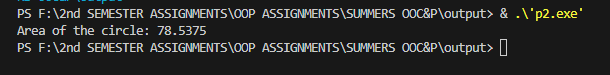 PS F:\2nd SEMESTER ASSIGNMENTS\OOP ASSIGNMENTS\SUMMERS OOC&P\output> & .\'p2.exe'
Area of the circle: 78.5375
PS F:\2nd SEMESTER ASSIGNMENTS\OOP ASSIGNMENTS\SUMMERS OOC&P\output>